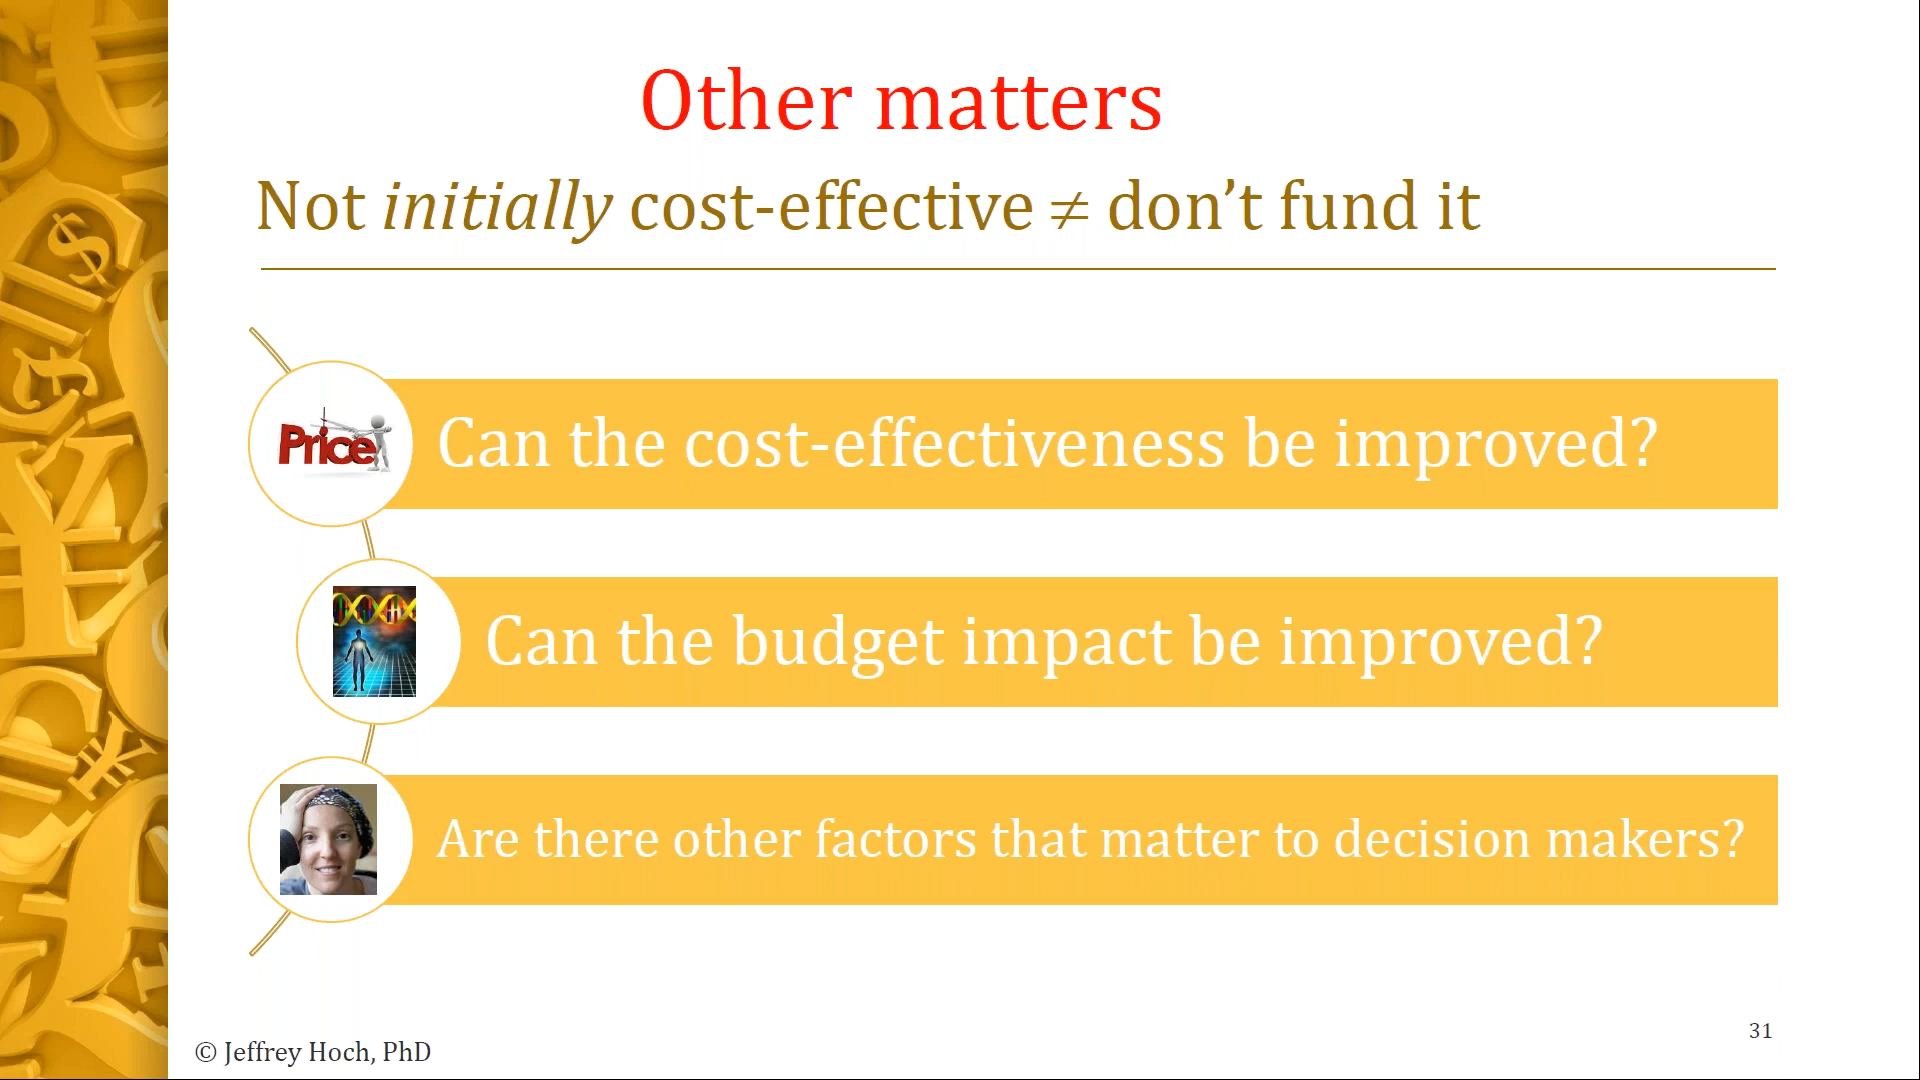 Other matters
Not initially cost-effective ≠ don’t fund it
Price
Can the cost-effectiveness be improved?
Can the budget impact be improved?
Are there other factors that matter to decision makers?
31
© Jeffrey Hoch, PhD